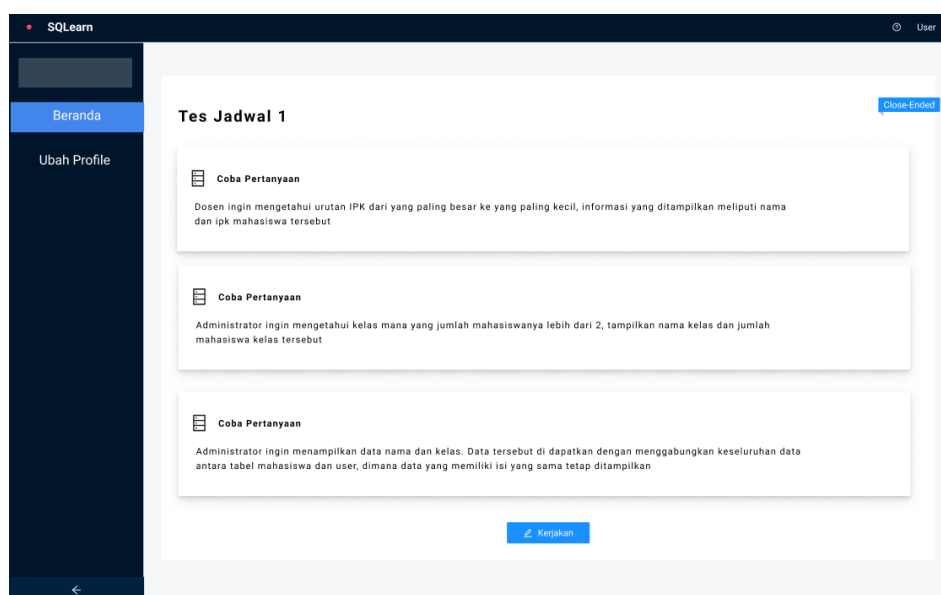 SQLearn
User
Beranda
Ubah Profile
Tes Jadwal 1
Close-Ended
Coba Pertanyaan
Dosen ingin mengetahui urutan IPK dari yang paling besar ke yang paling kecil, informasi yang ditampilkan meliputi nama
dan ipk mahasiswa tersebut
Coba Pertanyaan
Administrator ingin mengetahui kelas mana yang jumlah mahasiswanya lebih dari 2, tampilkan nama kelas dan jumlah
mahasiswa kelas tersebut
Coba Pertanyaan
Administrator ingin menampilkan data nama dan kelas. Data tersebut di dapatkan dengan menggabungkan keseluruhan data
antara tabel mahasiswa dan user, dimana data yang memiliki isi yang sama tetap ditampilkan
Kerjakan